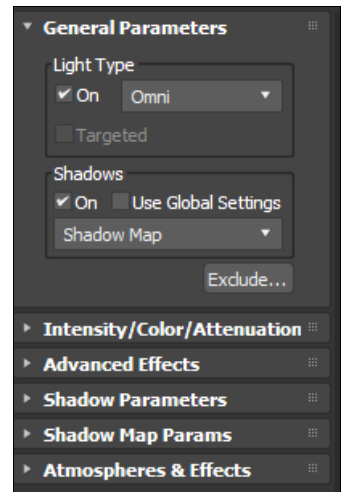 General Parameters
Light Type
On Omni
Targeted
Shadows
On Use Global Settings
Shadow Map
Exclude...
Intensity/Color/Attenuation
Advanced Effects
Shadow Parameters
Shadow Map Params
Atmospheres & Effects